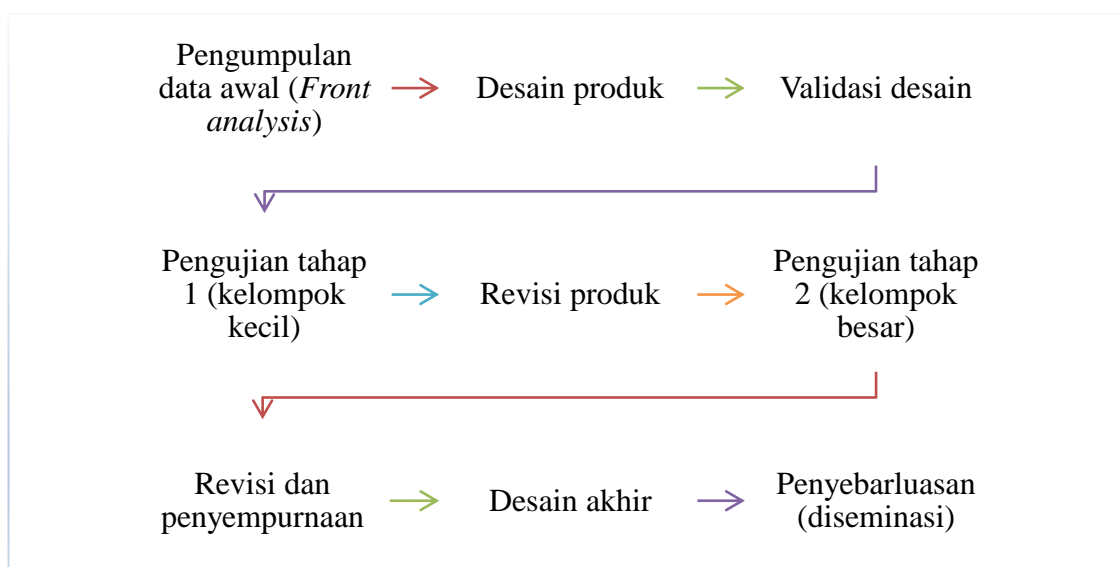 Pengumpulan
data awal (Front
analysis)
Desain produk
Validasi desain
Pengujian tahap
1 (kelompok
kecil)
Revisi produk
Pengujian tahap
2 (kelompok
besar)
Revisi dan
penyempurnaan
Desain akhir
Penyebarluasan
(diseminasi)